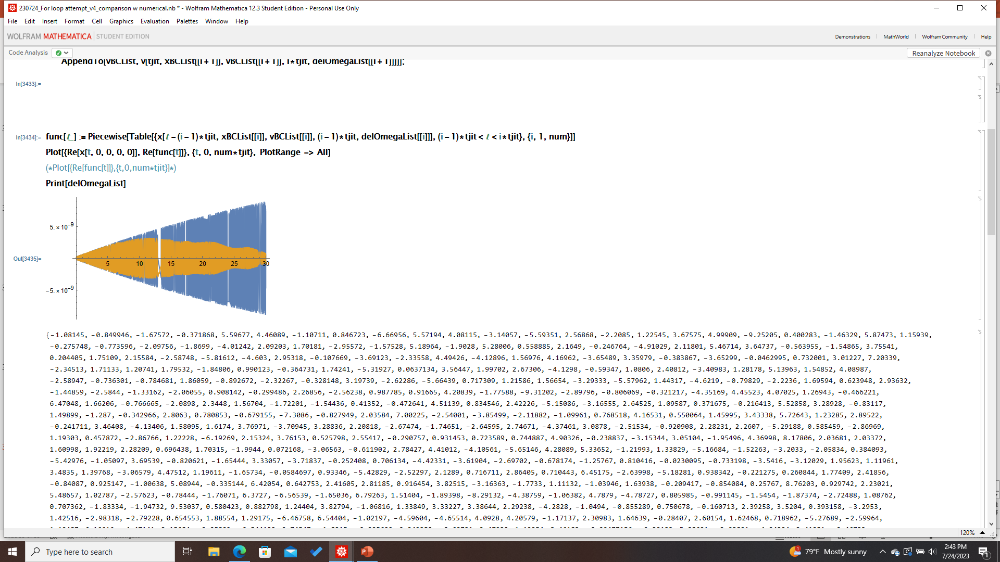 230724_For loop attempt_v4_comparison w numerical.nb * - Wolfram Mathematica 12.3 Student Edition - Personal Use Only
File Edit Insert Format Cell Graphics Evaluation Palettes Window Help
WOLFRAM MATHEMATICA STUDENT EDITION
Demonstrations MathWorld Wolfram Community Help
Code Analysis
Reanalyze Notebook
AppendTo[vBCList, v[tjit, xBCList[[i + 1]], vBCList[[i + 1]], i*tjit, delOmegaList[[i + 1]]]]];
In[3433]:=
In[3434]:= func[t_] := Piecewise[Table[{x[t - (i - 1)*tjit, xBCList[[i]], vBCList[[i]], (i - 1)*tjit, delOmegaList[[i]]], (i - 1)*tjit < t < i*tjit}, {i, 1, num}]]
Plot[{Re[x[t, 0, 0, 0, 0]], Re[func[t]]}, {t, 0, num*tjit}, PlotRange -> All]
(*Plot[{Re[func[t]]},{t,0,num*tjit}]*)
Print[delOmegaList]
5.×10−9
Out[3435]=
5 10 15 20 25 30
−5.×10−9
{-1.08145, -0.849946, -1.67572, -0.371868, 5.59677, 4.46089, -1.10711, 0.846723, -6.66956, 5.57194, 4.08115, -3.14057, -5.59351, 2.56868, -2.2085, 1.22545, 3.67575, 4.99909, -9.25205, 0.400283, -1.46329, 5.87473, 1.15939,
-0.275748, -0.773596, -2.09756, -1.8699, -4.01242, 2.09203, 1.70181, -2.95572, -1.57528, 5.18964, -1.9028, 5.28006, 0.558885, 2.1649, -0.246764, -4.91029, 2.11801, 5.46714, 3.64737, -0.563955, -1.54865, 3.75541,
0.204405, 1.75109, 2.15584, -2.58748, -5.81612, -4.603, 2.95318, -0.107669, -3.69123, -2.33558, 4.49426, -4.12896, 1.56976, 4.16962, -3.65489, 3.35979, -0.383867, -3.65299, -0.0462995, 0.732001, 3.01227, 7.20339,
-2.34513, 1.71133, 1.20741, 1.79532, -1.84806, 0.990123, -0.364731, 1.74241, -5.31927, 0.0637134, 3.56447, 1.99702, 2.67306, -4.1298, -0.59347, 1.0806, 2.40812, -3.40983, 1.28178, 5.13963, 1.54852, 4.08987,
-2.58947, -0.736301, -0.784681, 1.86059, -0.892672, -2.32267, -0.328148, 3.19739, -2.62286, -5.66439, 0.717309, 1.21586, 1.56654, -3.29333, -5.57962, 1.44317, -4.6219, -0.79829, -2.2236, 1.69594, 0.623948, 2.93632,
-1.44859, -2.5844, -1.33162, -2.06055, 0.908142, -0.299486, 2.26856, -2.56238, 0.987785, 0.91665, 4.20839, -1.77588, -9.31202, -2.89796, -0.806069, -0.321217, -4.35169, 4.45523, 4.07025, 1.26943, -0.466221,
6.47048, 1.66206, -0.766665, -2.0898, 2.3448, 1.56704, -1.72201, -1.54436, 0.41352, -0.472641, 4.51139, 0.834546, 2.42226, -5.15086, -3.16555, 2.64525, 1.09587, 0.371675, -0.216413, 5.52858, 3.28928, -0.83117,
1.49899, -1.287, -0.342966, 2.8063, 0.780853, -0.679155, -7.3086, -0.827949, 2.03584, 7.00225, -2.54001, -3.85499, -2.11882, -1.09961, 0.768518, 4.16531, 0.550064, 1.45995, 3.43338, 5.72643, 1.23285, 2.89522,
-0.241711, 3.46408, -4.13406, 1.58095, 1.6174, 3.76971, -3.70945, 3.28836, 2.20818, -2.67474, -1.74651, -2.64595, 2.74671, -4.37461, 3.0878, -2.51534, -0.920908, 2.28231, 2.2607, -5.29188, 0.585459, -2.86969,
1.19303, 0.457872, -2.86766, 1.22228, -6.19269, 2.15324, 3.76153, 0.525798, 2.55417, -0.290757, 0.931453, 0.723589, 0.744887, 4.90326, -0.238837, -3.15344, 3.05104, -1.95496, 4.36998, 8.17806, 2.03681, 2.03372,
1.60998, 1.92219, 2.28209, 0.696438, 1.70315, -1.9944, 0.072168, -3.06563, -0.611902, 2.78427, 4.41012, -4.10561, -5.65146, 4.28089, 5.33652, -1.21993, 1.33829, -5.16684, -1.52263, -3.2033, -2.05834, 0.384093,
-5.42976, -1.05097, 3.69539, -0.820621, -1.65444, 3.33057, -3.71837, -0.252408, 0.706134, -4.42331, -3.61904, -2.69702, -0.678174, -1.25767, 0.810416, -0.0230095, -0.733198, -3.5416, -3.12029, 1.95623, 1.11961,
3.4835, 1.39768, -3.06579, 4.47512, 1.19611, -1.65734, -0.0584697, 0.93346, -5.42829, -2.52297, 2.1289, 0.716711, 2.86405, 0.710443, 6.45175, -2.63998, -5.18281, 0.938342, -0.221275, 0.260844, 1.77409, 2.41856,
-0.84087, 0.925147, -1.00638, 5.08944, -0.335144, 6.42054, 0.642753, 2.41605, 2.81185, 0.916454, 3.82515, -3.16363, -1.7733, 1.11132, -1.03946, 1.63938, -0.209417, -0.854084, 0.25767, 8.76203, 0.929742, 2.23021,
5.48657, 1.02787, -2.57623, -0.78444, -1.76071, 6.3727, -6.56539, -1.65036, 6.79263, 1.51404, -1.89398, -8.29132, -4.38759, -1.06382, 4.7879, -4.78727, 0.805985, -0.991145, -1.5454, -1.87374, -2.72488, 1.08762,
0.707362, -1.83334, -1.94732, 9.53037, 0.580423, 0.882798, 1.24404, 3.82794, -1.06816, 1.33849, 3.33227, 3.38644, 2.29238, -4.2828, -1.0494, -0.855289, 0.750678, -0.160713, 2.39258, 3.5204, 0.393158, -3.2953,
1.42516, -2.98318, -2.79228, 0.654553, 1.88554, 1.29175, -6.46758, 6.54404, -1.02197, -4.59604, -4.65514, 4.0928, 4.20579, -1.17137, 2.30983, 1.64639, -0.28407, 2.60154, 1.62468, 0.718962, -5.27689, -2.59964,
120%
Type here to search
79°F Mostly sunny
2:43 PM
7/24/2023